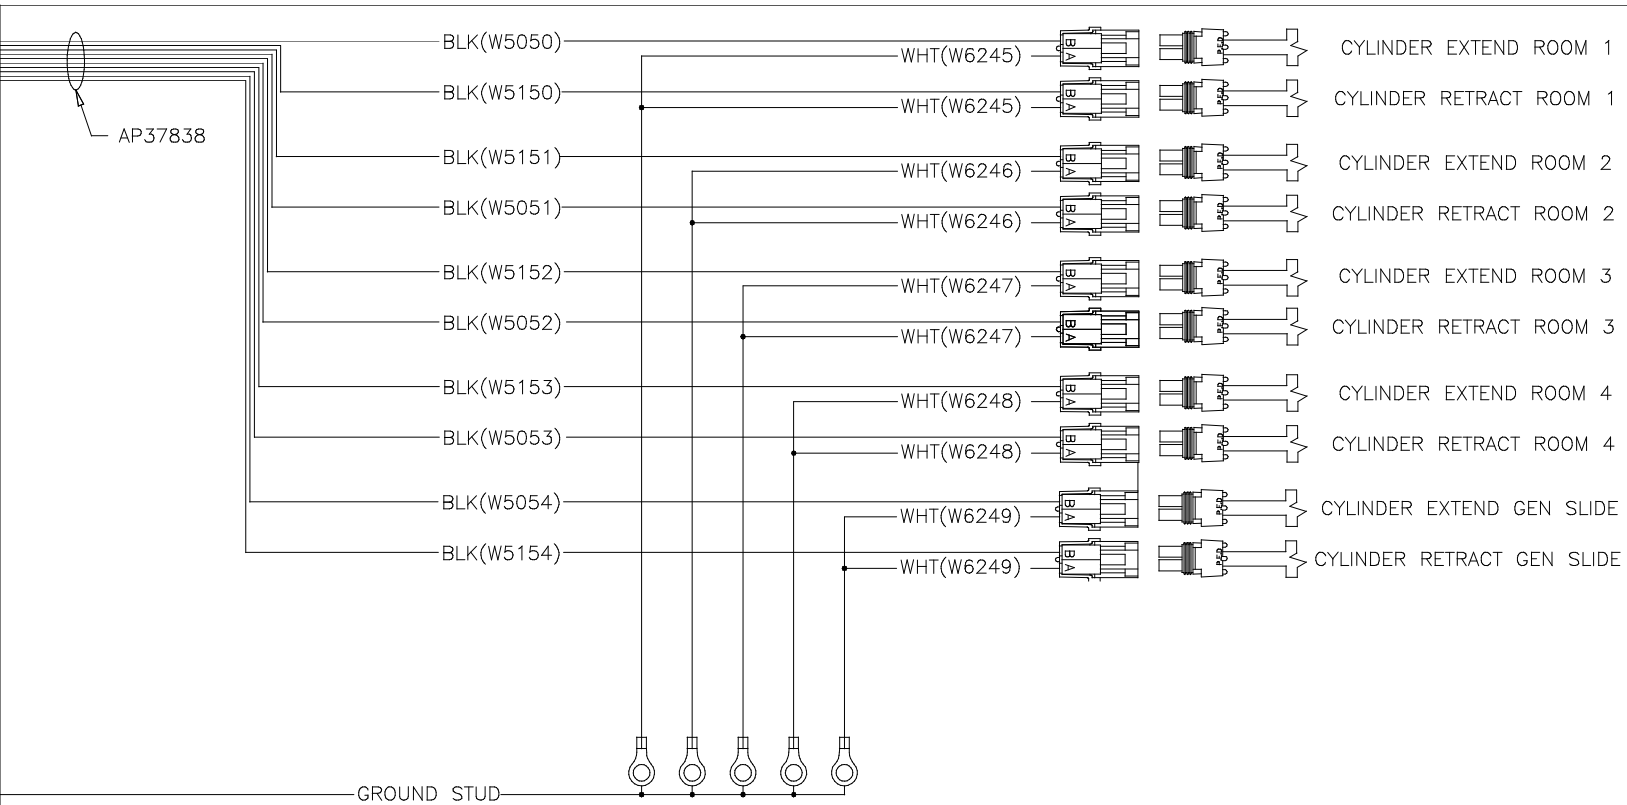 BLK(W5050)
WHT(W6245)
B
A
CYLINDER EXTEND ROOM 1
BLK(W5150)
WHT(W6245)
B
A
CYLINDER RETRACT ROOM 1
AP37838
BLK(W5151)
WHT(W6246)
B
A
CYLINDER EXTEND ROOM 2
BLK(W5051)
WHT(W6246)
B
A
CYLINDER RETRACT ROOM 2
BLK(W5152)
WHT(W6247)
B
A
CYLINDER EXTEND ROOM 3
BLK(W5052)
WHT(W6247)
B
A
CYLINDER RETRACT ROOM 3
BLK(W5153)
WHT(W6248)
B
A
CYLINDER EXTEND ROOM 4
BLK(W5053)
WHT(W6248)
B
A
CYLINDER RETRACT ROOM 4
BLK(W5054)
WHT(W6249)
B
A
CYLINDER EXTEND GEN SLIDE
BLK(W5154)
WHT(W6249)
B
A
CYLINDER RETRACT GEN SLIDE
GROUND STUD